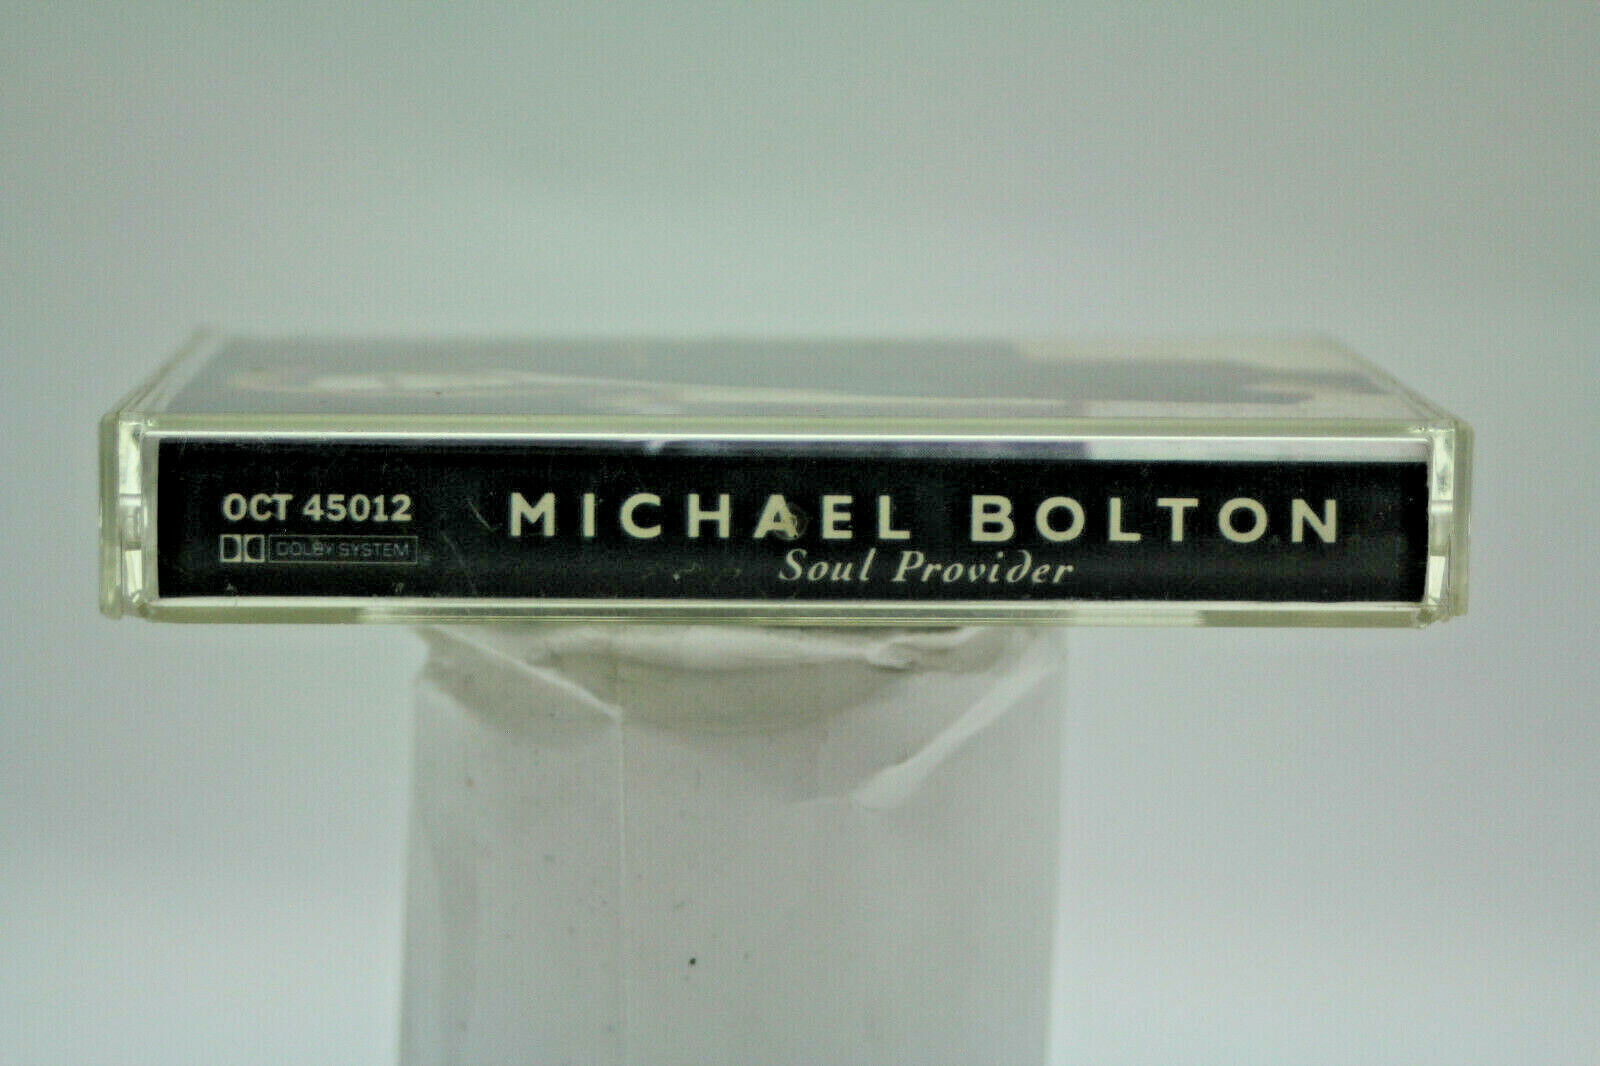 OCT 45012
DOLBY SYSTEM
MICHAEL BOLTON
Soul Provider